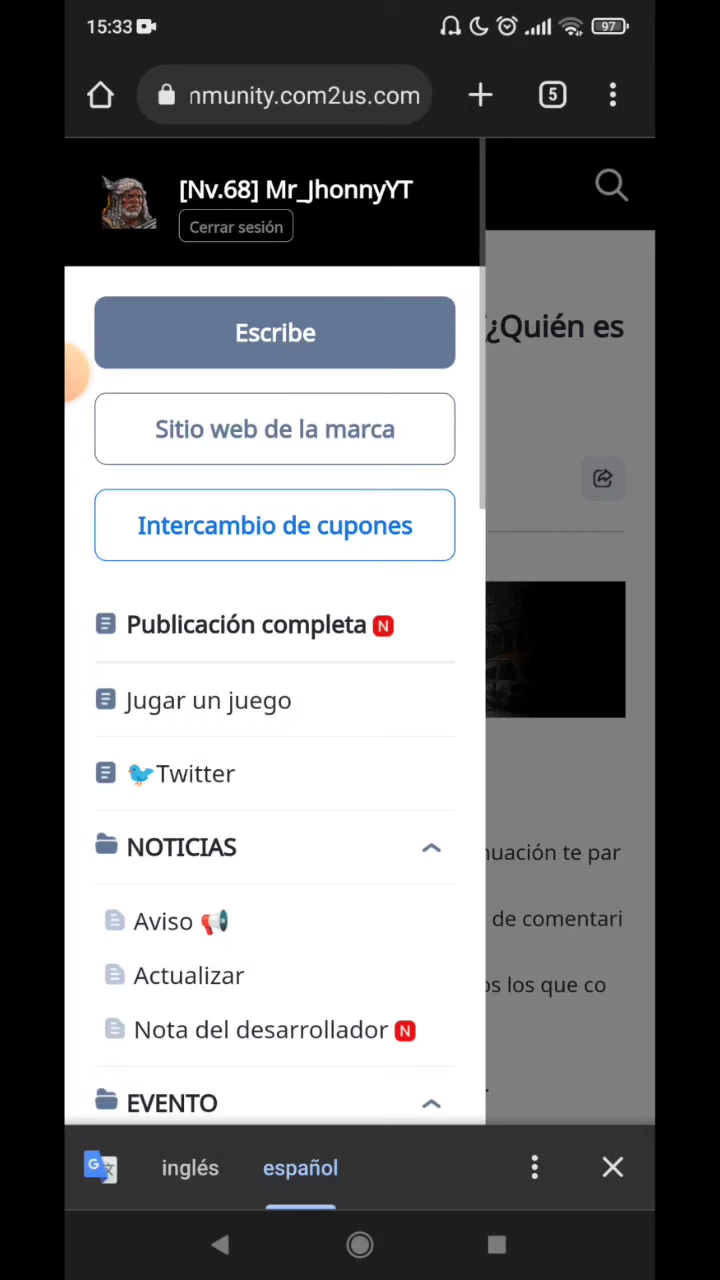 15:33
97
nmunity.com2us.com
5
[Nv.68] Mr_JhonnyYT
Cerrar sesión
¿Quién es
Escribe
Sitio web de la marca
Intercambio de cupones
Publicación completa N
Jugar un juego
Twitter
NOTICIAS
nuación te par
Aviso
de comentari
Actualizar
os los que co
Nota del desarrollador N
EVENTO
G
inglés
español